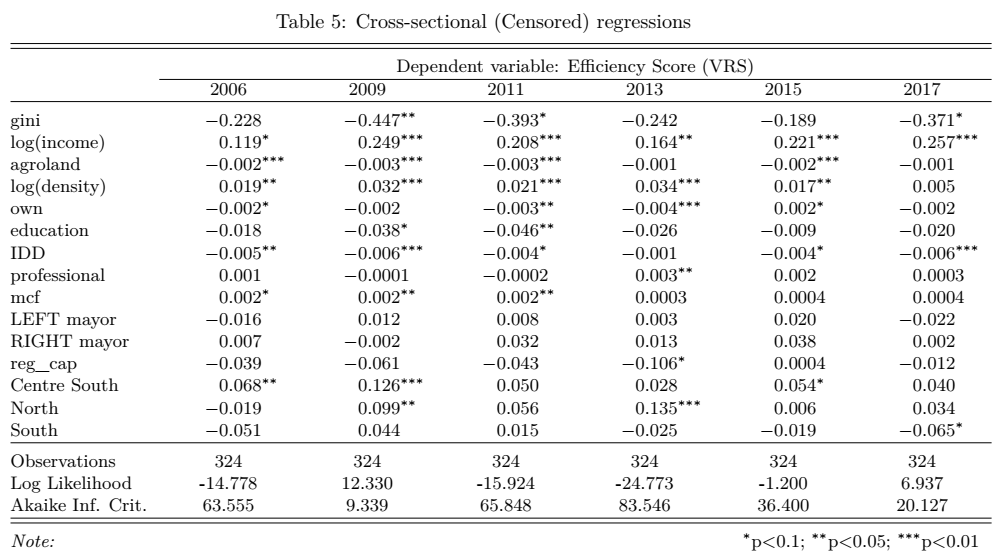 Table 5: Cross-sectional (Censored) regressions
Dependent variable: Efficiency Score (VRS)
2006 2009 2011 2013 2015 2017
gini −0.228 −0.447** −0.393* −0.242 −0.189 −0.371*
log(income) 0.119* 0.249*** 0.208*** 0.164** 0.221*** 0.257***
agroland −0.002*** −0.003*** −0.003*** −0.001 −0.002*** −0.001
log(density) 0.019** 0.032*** 0.021*** 0.034*** 0.017** 0.005
own −0.002* −0.002 −0.003** −0.004*** 0.002* −0.002
education −0.018 −0.038* −0.046** −0.026 −0.009 −0.020
IDD −0.005** −0.006*** −0.004* −0.001 −0.004* −0.006***
professional 0.001 −0.0001 −0.0002 0.003** 0.002 0.0003
mcf 0.002* 0.002** 0.002** 0.0003 0.0004 0.0004
LEFT mayor −0.016 0.012 0.008 0.003 0.020 −0.022
RIGHT mayor 0.007 −0.002 0.032 0.013 0.038 0.002
reg_cap −0.039 −0.061 −0.043 −0.106* 0.0004 −0.012
Centre South 0.068** 0.126*** 0.050 0.028 0.054* 0.040
North −0.019 0.099** 0.056 0.135*** 0.006 0.034
South −0.051 0.044 0.015 −0.025 −0.019 −0.065*
Observations 324 324 324 324 324 324
Log Likelihood -14.778 12.330 -15.924 -24.773 -1.200 6.937
Akaike Inf. Crit. 63.555 9.339 65.848 83.546 36.400 20.127
Note: *p<0.1; **p<0.05; ***p<0.01